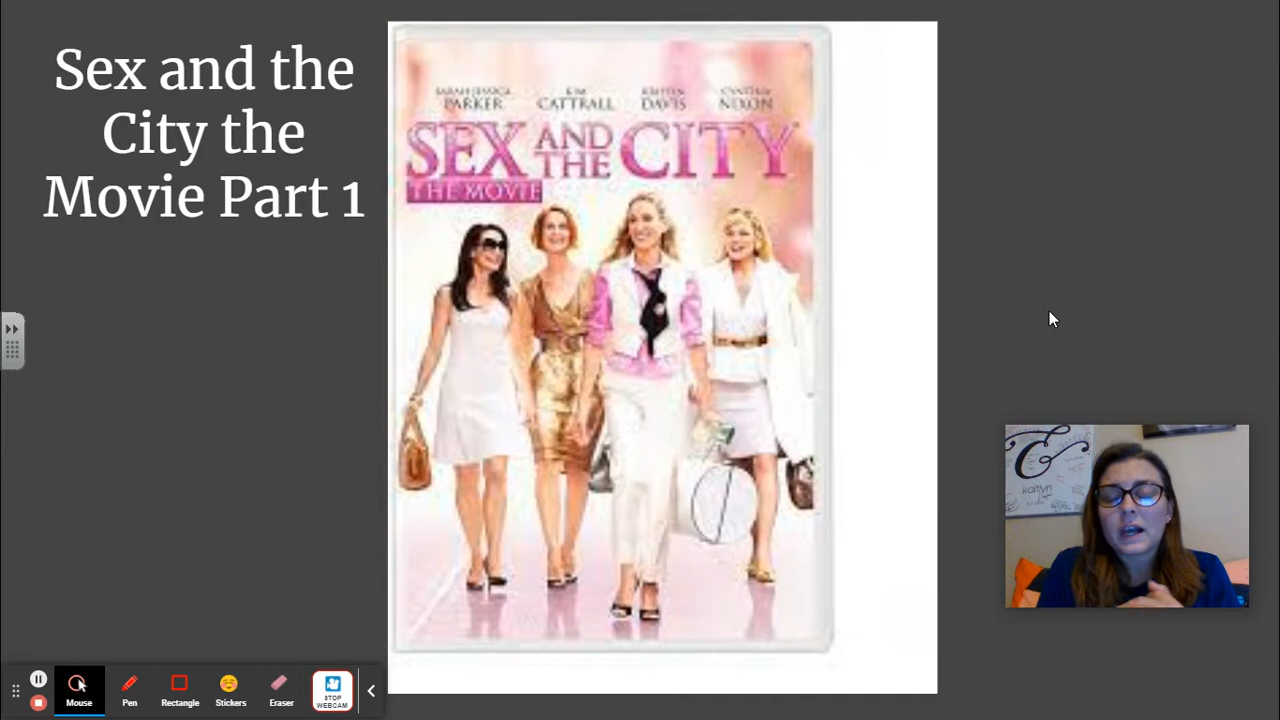 Sex and the
City the
Movie Part 1
SARAH JESSICA KIM KRISTIN CYNTHIA
PARKER CATTRALL DAVIS NIXON
SEX AND THE CITY
THE MOVIE
kaitlyn
Mouse
Pen
Rectangle
Stickers
Eraser
STOP
WEBCAM